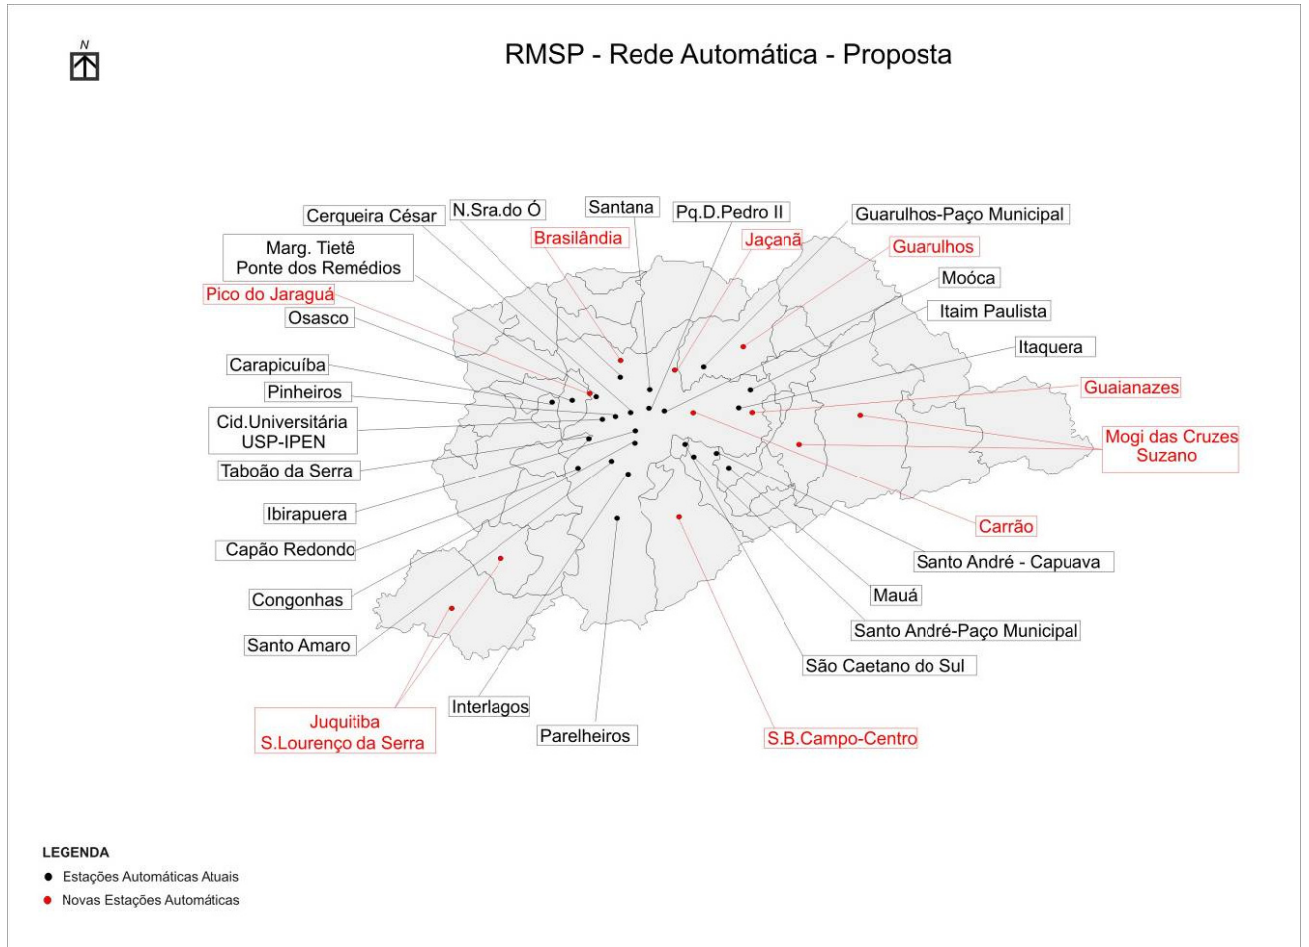 N
RMSP - Rede Automática - Proposta
Cerqueira César
N.Sra.do Ó
Santana
Pq.D.Pedro II
Guarulhos-Paço Municipal
Brasilândia
Jaçanã
Guarulhos
Marg. Tietê
Ponte dos Remédios
Moóca
Pico do Jaraguá
Itaim Paulista
Osasco
Itaquera
Carapicuíba
Pinheiros
Guaianazes
Cid.Universitária
USP-IPEN
Mogi das Cruzes
Suzano
Taboão da Serra
Ibirapuera
Carrão
Capão Redondo
Santo André - Capuava
Congonhas
Mauá
Santo André-Paço Municipal
Santo Amaro
São Caetano do Sul
Interlagos
Juquitiba
S.Lourenço da Serra
Parelheiros
S.B.Campo-Centro
LEGENDA
Estações Automáticas Atuais
Novas Estações Automáticas